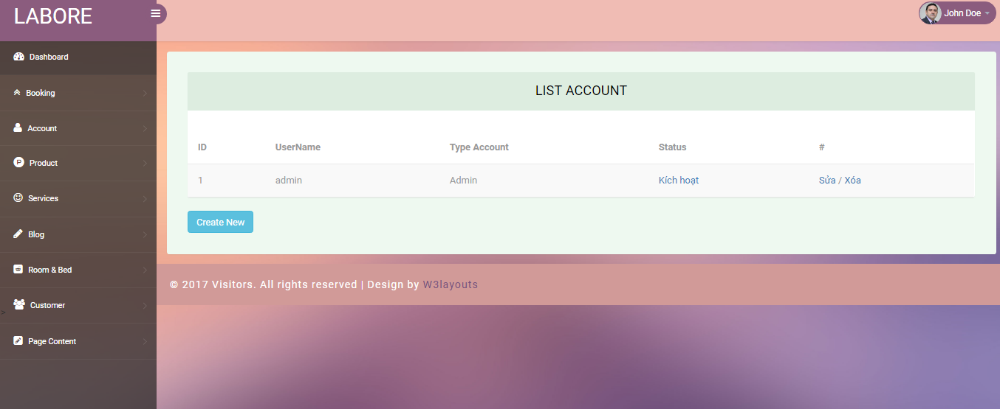 LABORE
John Doe
Dashboard
Booking
Account
Product
Services
Blog
Room & Bed
Customer
>
Page Content
LIST ACCOUNT
ID UserName Type Account Status #
1 admin Admin Kích hoạt Sửa / Xóa
Create New
© 2017 Visitors. All rights reserved | Design by W3layouts